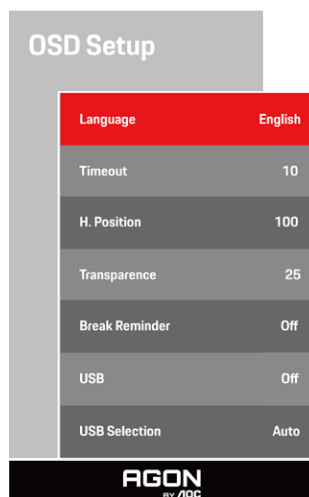 OSD Setup
Language English
Timeout 10
H. Position 100
Transparence 25
Break Reminder Off
USB Off
USB Selection Auto
AGON
BY AOC